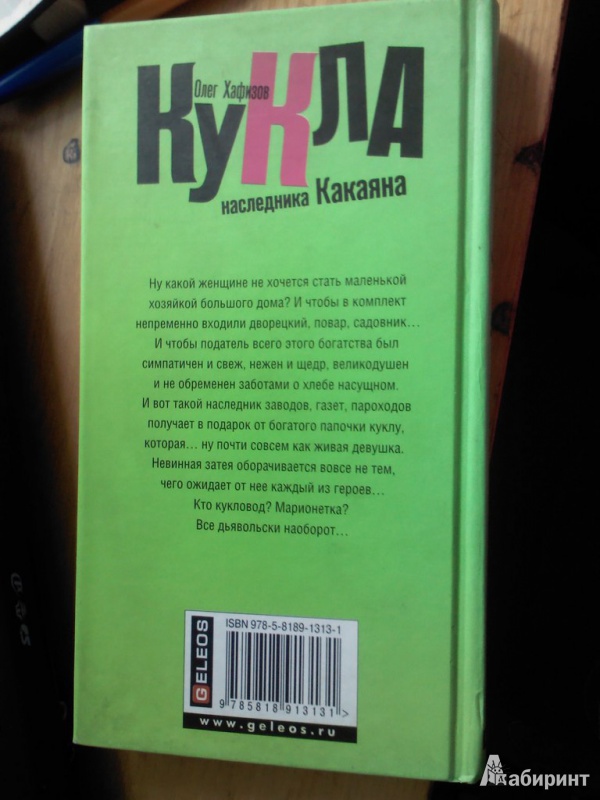 Олег Хафизов
КуКЛА
наследника Какаяна
Ну какой женщине не хочется стать маленькой
хозяйкой большого дома? И чтобы в комплект
непременно входили дворецкий, повар, садовник...
И чтобы податель всего этого богатства был
симпатичен и свеж, нежен и щедр, великодушен
и не обременен заботами о хлебе насущном.
И вот такой наследник заводов, газет, пароходов
получает в подарок от богатого папочки куклу,
которая... ну почти совсем как живая девушка.
Невинная затея оборачивается вовсе не тем,
чего ожидает от нее каждый из героев...
Кто кукловод? Марионетка?
Все дьявольски наоборот...
ISBN 978-5-8189-1313-1
GELEOS
9 785818 913131 >
www.geleos.ru
Лабиринт